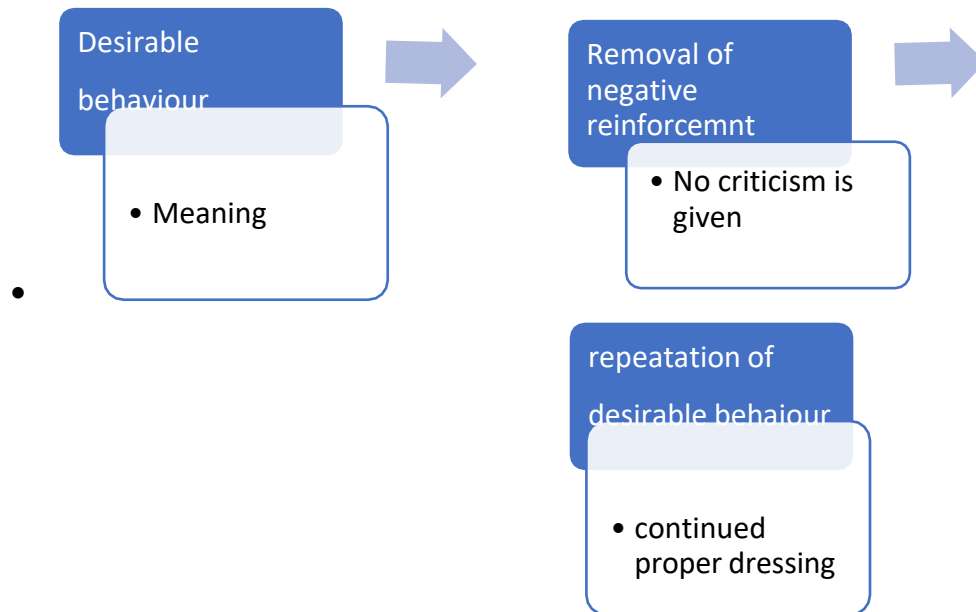 Desirable
behaviour
• Meaning
Removal of
negative
reinforcemnt
• No criticism is
given
•
repeatation of
desirable behaiour
• continued
proper dressing